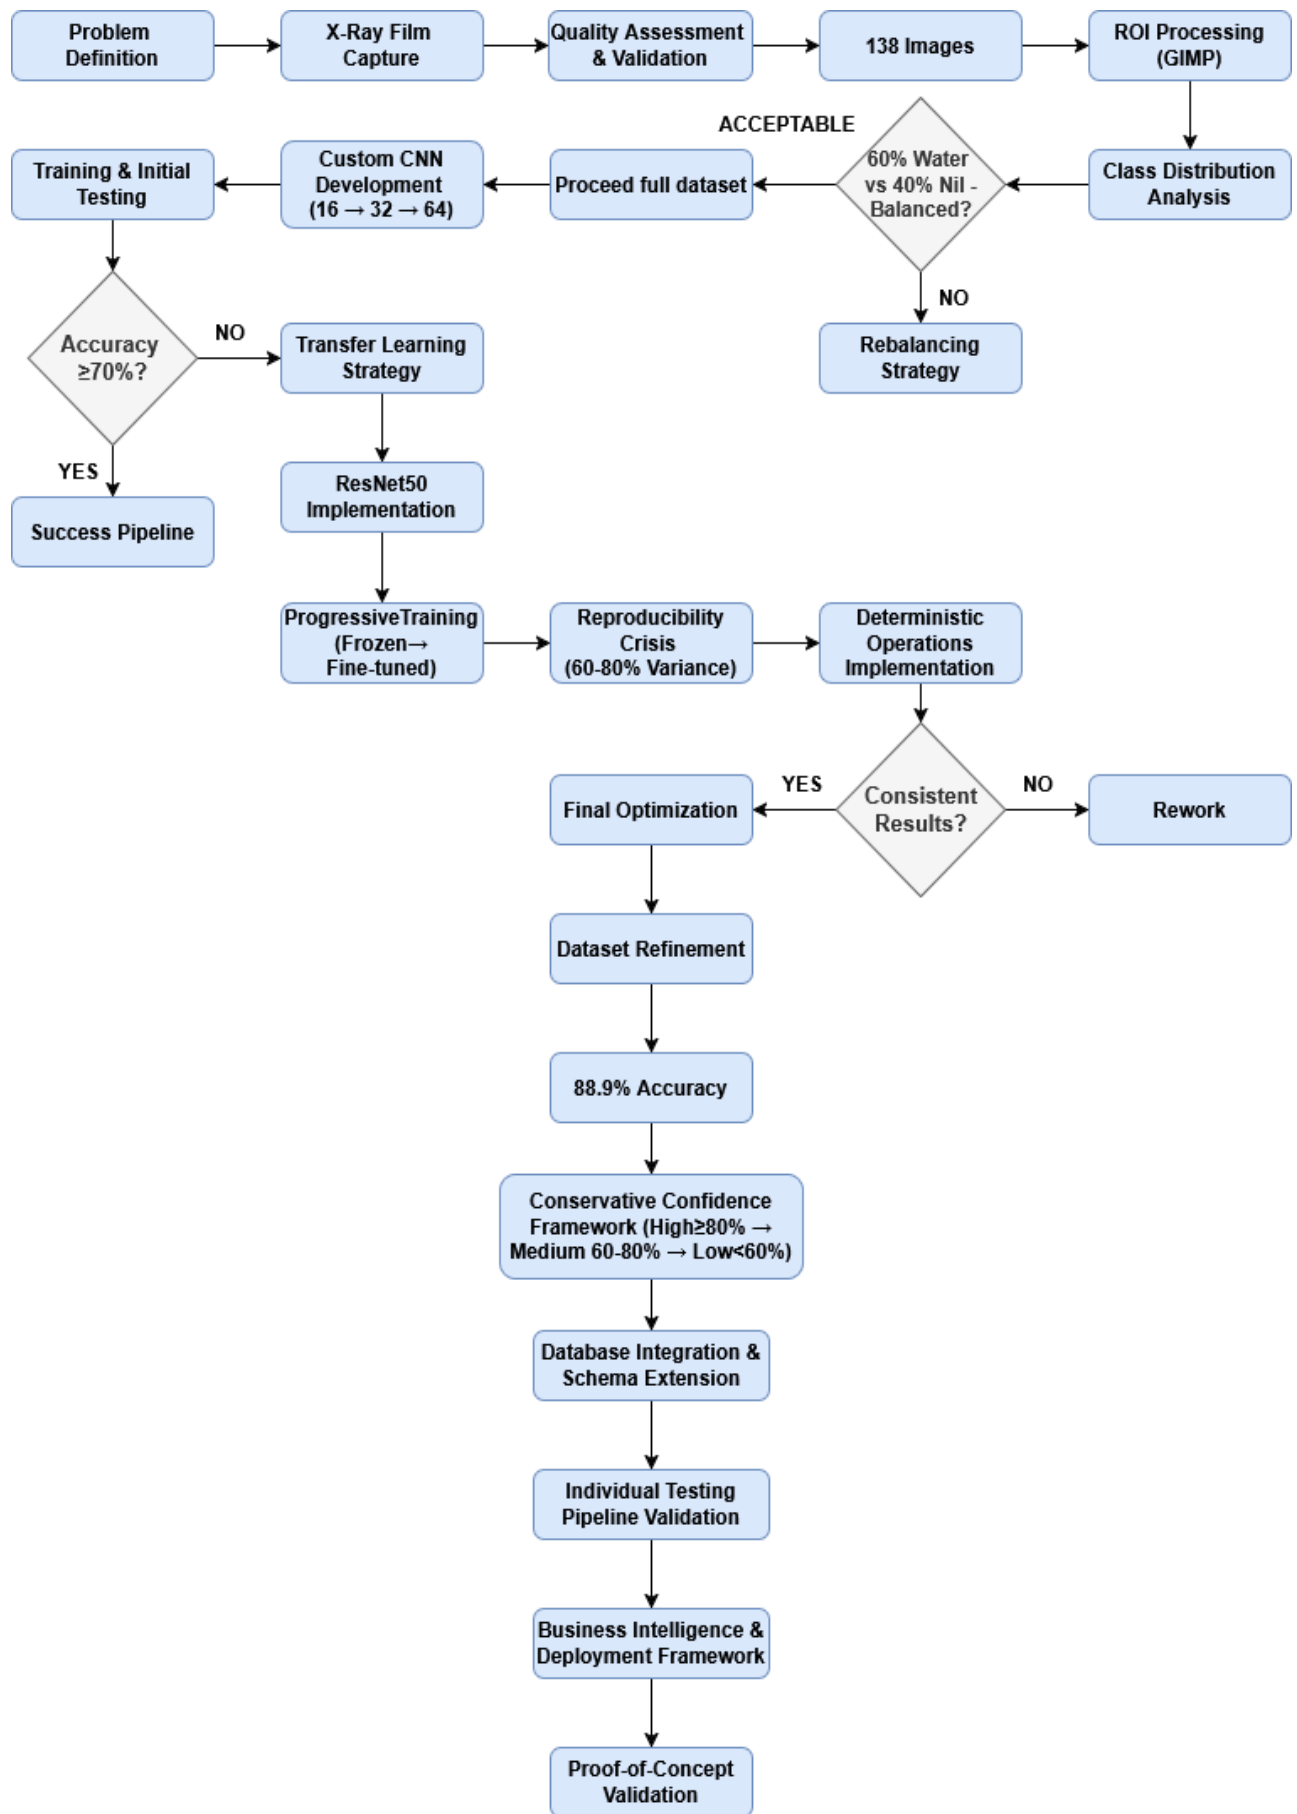 Problem
Definition
X-Ray Film
Capture
Quality Assessment
& Validation
138 Images
ROI Processing
(GIMP)
ACCEPTABLE
Training & Initial
Testing
Custom CNN
Development
(16 → 32 → 64)
Proceed full dataset
60% Water
vs 40% Nil -
Balanced?
Class Distribution
Analysis
NO
Accuracy
≥70%?
NO
Transfer Learning
Strategy
Rebalancing
Strategy
YES
Success Pipeline
ResNet50
Implementation
ProgressiveTraining
(Frozen→
Fine-tuned)
Reproducibility
Crisis
(60-80% Variance)
Deterministic
Operations
Implementation
Final Optimization
YES
Consistent
Results?
NO
Rework
Dataset Refinement
88.9% Accuracy
Conservative Confidence
Framework (High≥80% →
Medium 60-80% → Low<60%)
Database Integration &
Schema Extension
Individual Testing
Pipeline Validation
Business Intelligence &
Deployment Framework
Proof-of-Concept
Validation